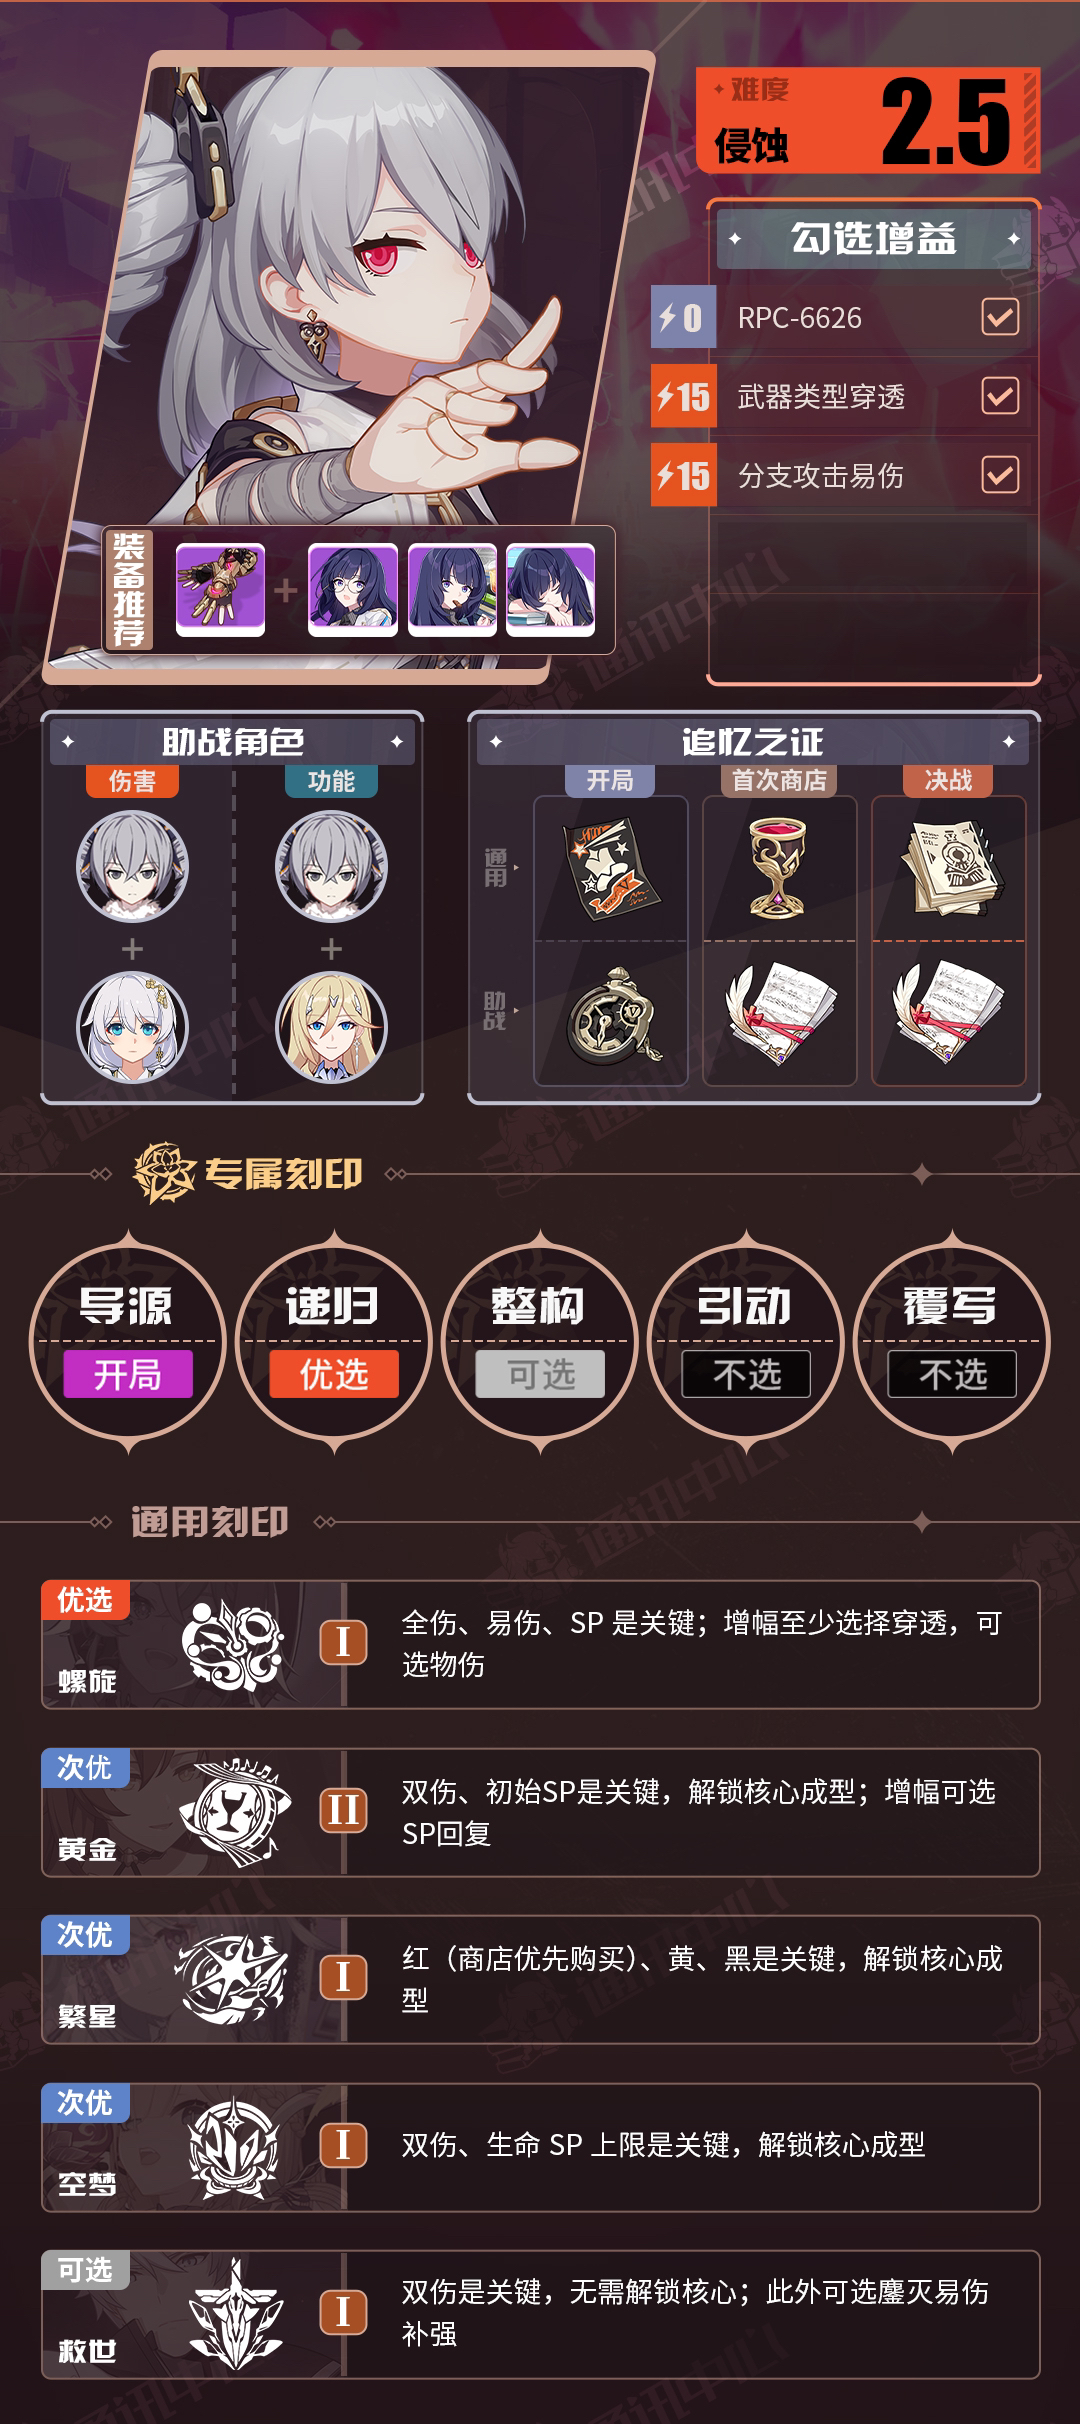 难度
侵蚀
2.5
勾选增益
0
RPC-6626
15
武器类型穿透
15
分支攻击易伤
装备推荐
助战角色
伤害
功能
追忆之证
开局
首次商店
决战
通用
助战
专属刻印
导源
开局
递归
优选
整构
可选
引动
不选
覆写
不选
通用刻印
优选
螺旋
I
全伤、易伤、SP 是关键；增幅至少选择穿透，可
选物伤
次优
黄金
II
双伤、初始SP是关键，解锁核心成型；增幅可选
SP回复
次优
繁星
I
红（商店优先购买）、黄、黑是关键，解锁核心成
型
次优
空梦
I
双伤、生命 SP 上限是关键，解锁核心成型
可选
救世
I
双伤是关键，无需解锁核心；此外可选鏖灭易伤
补强
通讯中心